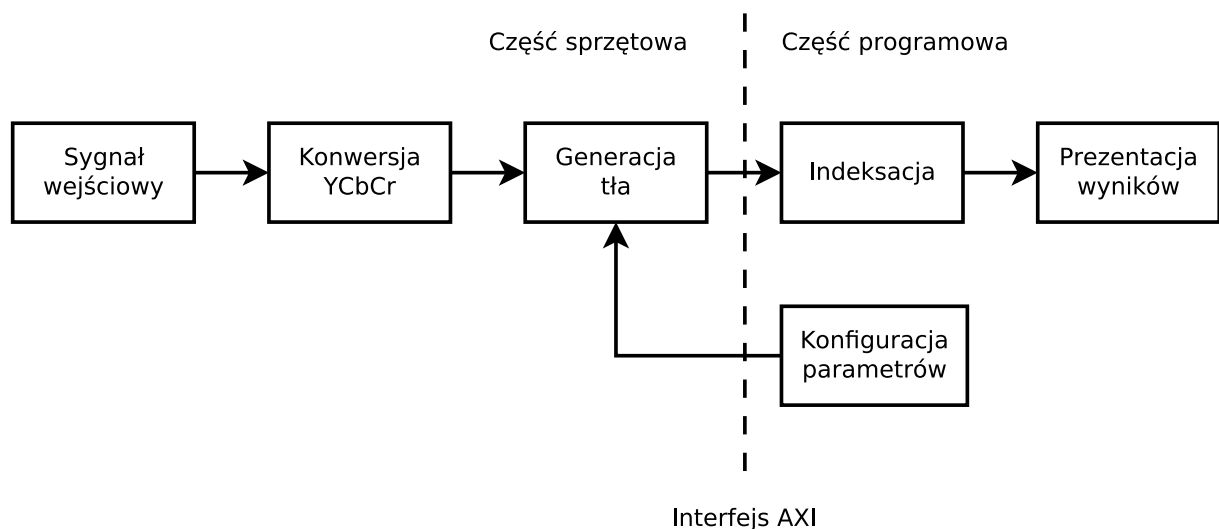 Część sprzętowa
Część programowa
Sygnał
wejściowy
Konwersja
YCbCr
Generacja
tła
Indeksacja
Prezentacja
wyników
Konfiguracja
parametrów
Interfejs AXI